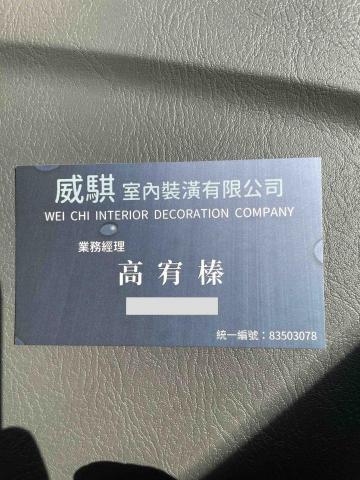 威騏 室內裝潢有限公司
WEI CHI INTERIOR DECORATION COMPANY
業務經理
高宥榛
統一編號：83503078